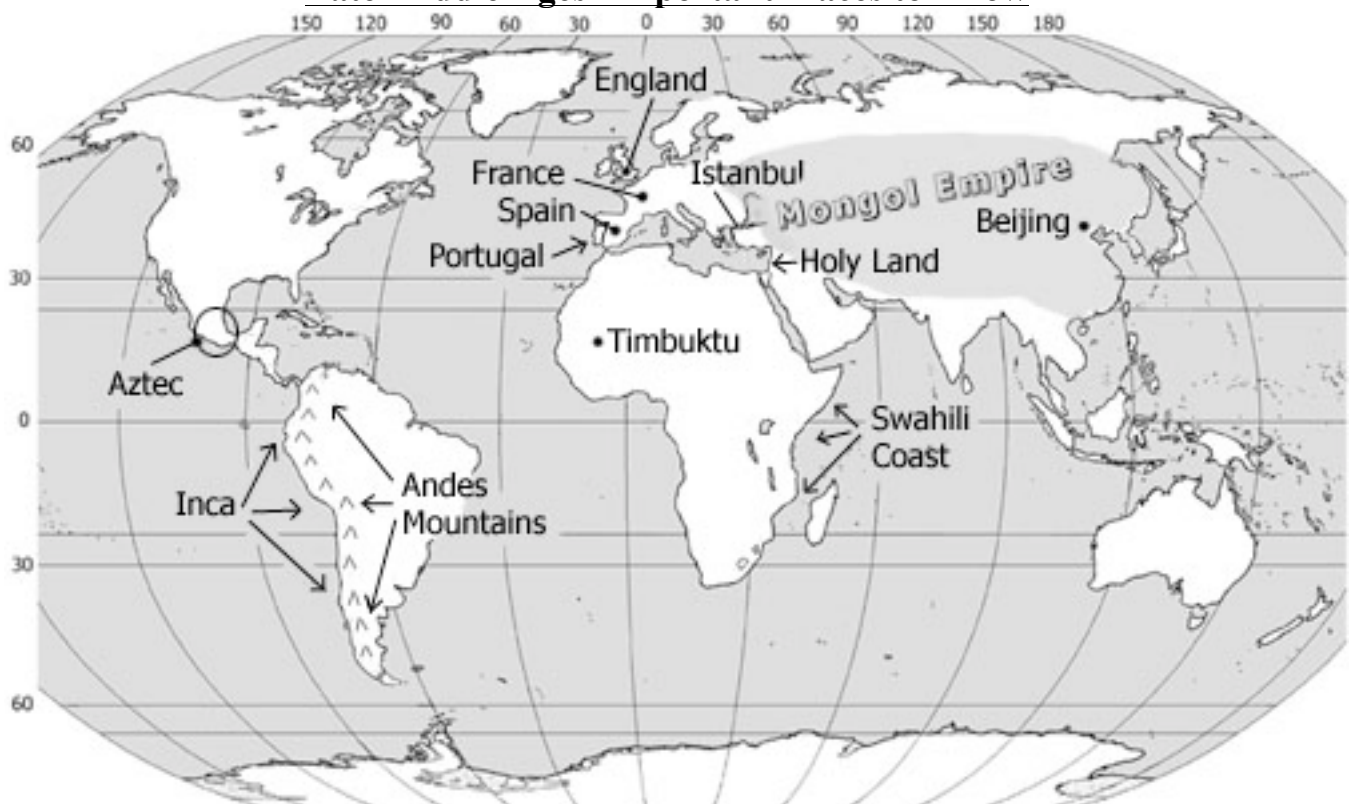 150 120 90 60 30 0 30 60 90 120 150 180
England
60
France
Istanbul
Mongol Empire
Spain
Beijing
Portugal
Holy Land
30
Timbuktu
Aztec
0
Swahili
Coast
Andes
Mountains
Inca
30
60